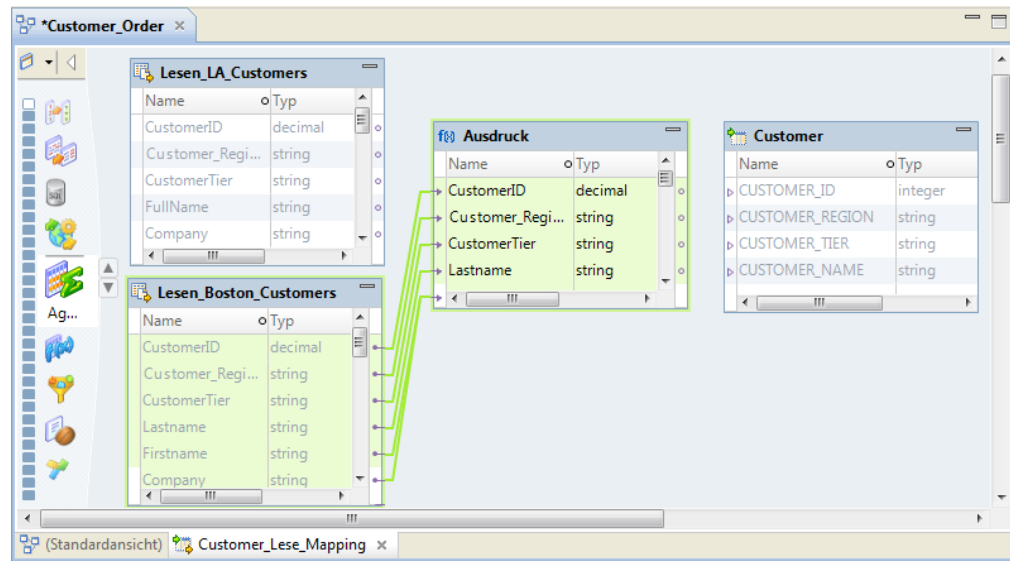 *Customer_Order
Lesen_LA_Customers
Name Typ
CustomerID decimal
Customer_Regi... string
CustomerTier string
FullName string
Company string
SQL
Ag...
f(x)
Lesen_Boston_Customers
Name Typ
CustomerID decimal
Customer_Regi... string
CustomerTier string
Lastname string
Firstname string
Company string
f(x) Ausdruck
Name Typ
CustomerID decimal
Customer_Regi... string
CustomerTier string
Lastname string
Customer
Name Typ
CUSTOMER_ID integer
CUSTOMER_REGION string
CUSTOMER_TIER string
CUSTOMER_NAME string
(Standardansicht) Customer_Lese_Mapping